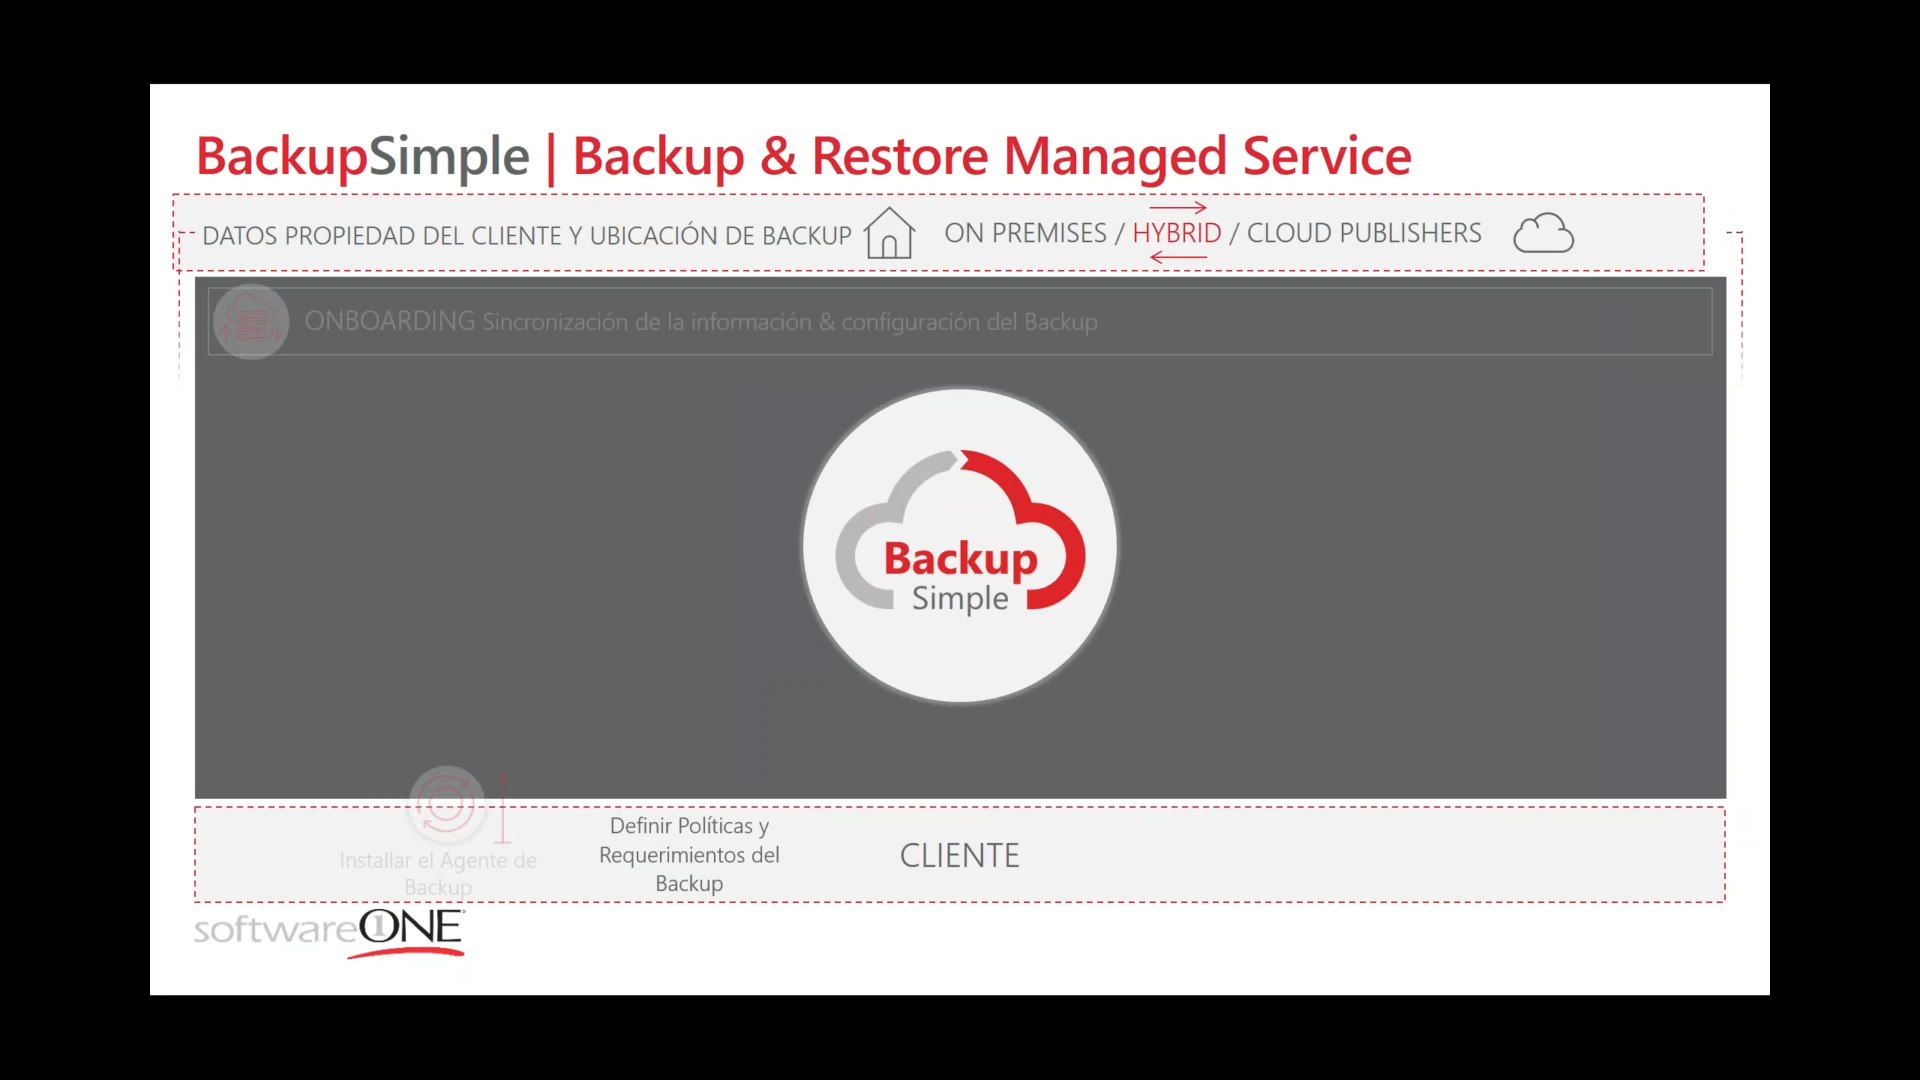 BackupSimple | Backup & Restore Managed Service
DATOS PROPIEDAD DEL CLIENTE Y UBICACIÓN DE BACKUP
ON PREMISES / HYBRID / CLOUD PUBLISHERS
ONBOARDING Sincronización de la información & configuración del Backup
Backup
Simple
Installar el Agente de
Backup
Definir Políticas y
Requerimientos del
Backup
CLIENTE
softwareONE